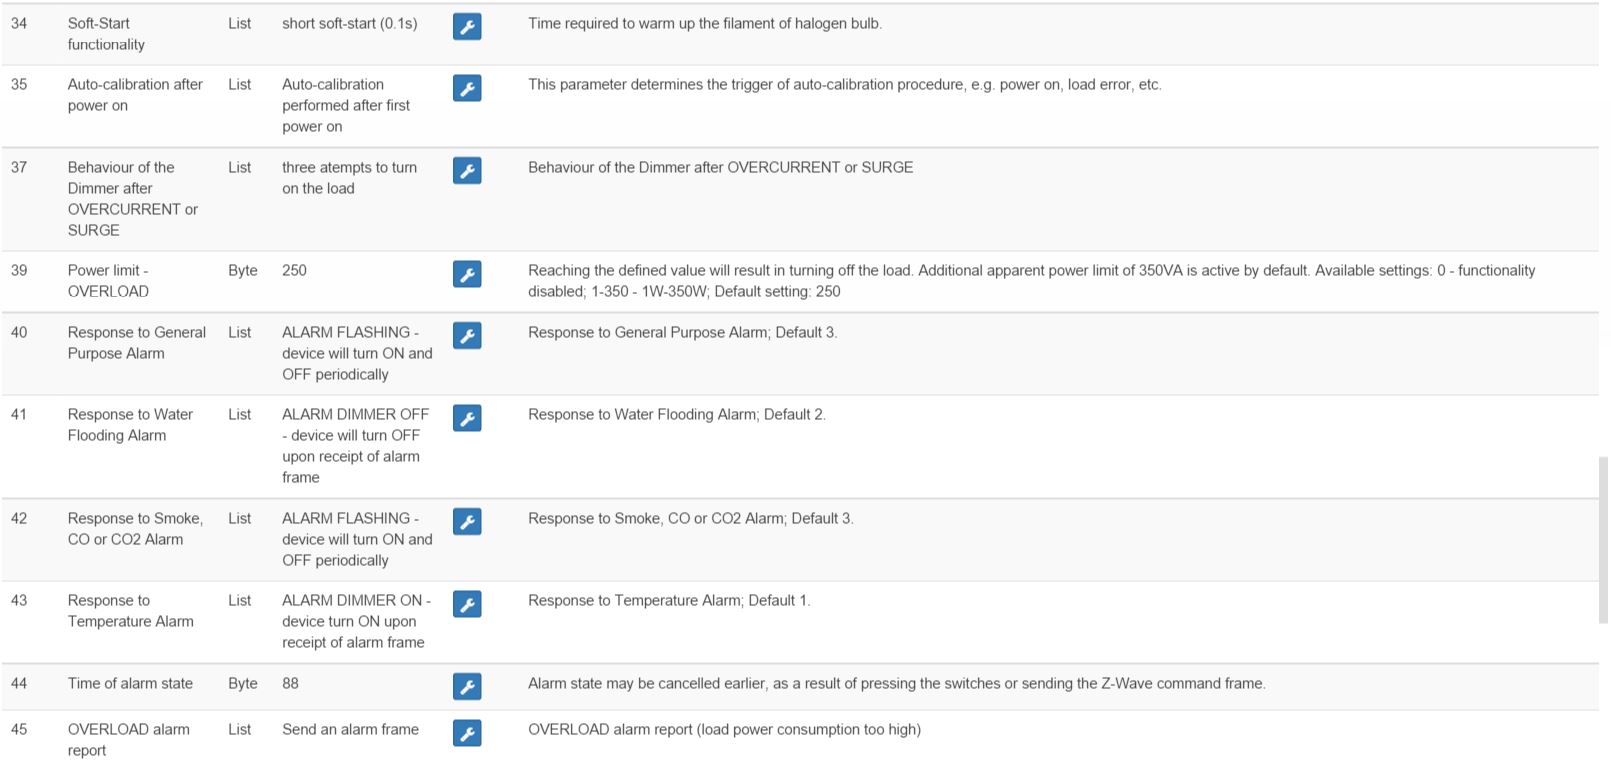 34 Soft-Start List short soft-start (0.1s) Time required to warm up the filament of halogen bulb.
functionality
35 Auto-calibration after List Auto-calibration This parameter determines the trigger of auto-calibration procedure, e.g. power on, load error, etc.
power on performed after first
power on
37 Behaviour of the List three atempts to turn Behaviour of the Dimmer after OVERCURRENT or SURGE
Dimmer after on the load
OVERCURRENT or
SURGE
39 Power limit - Byte 250 Reaching the defined value will result in turning off the load. Additional apparent power limit of 350VA is active by default. Available settings: 0 - functionality
OVERLOAD disabled; 1-350 - 1W-350W; Default setting: 250
40 Response to General List ALARM FLASHING - Response to General Purpose Alarm; Default 3.
Purpose Alarm device will turn ON and
OFF periodically
41 Response to Water List ALARM DIMMER OFF Response to Water Flooding Alarm; Default 2.
Flooding Alarm - device will turn OFF
upon receipt of alarm
frame
42 Response to Smoke, List ALARM FLASHING - Response to Smoke, CO or CO2 Alarm; Default 3.
CO or CO2 Alarm device will turn ON and
OFF periodically
43 Response to List ALARM DIMMER ON - Response to Temperature Alarm; Default 1.
Temperature Alarm device turn ON upon
receipt of alarm frame
44 Time of alarm state Byte 88 Alarm state may be cancelled earlier, as a result of pressing the switches or sending the Z-Wave command frame.
45 OVERLOAD alarm List Send an alarm frame OVERLOAD alarm report (load power consumption too high)
report